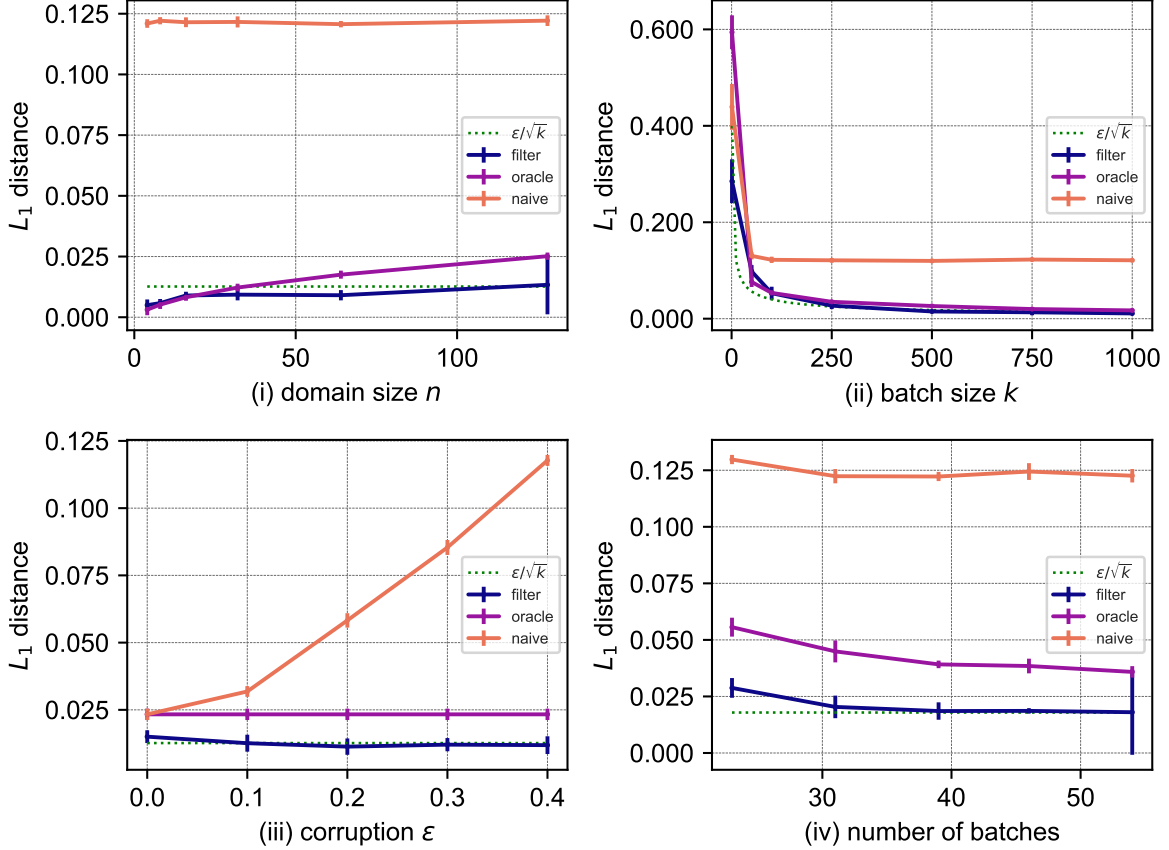 0.125
0.100
0.075
0.050
0.025
0.000
L₁ distance
ε/√k
filter
oracle
naive
0 50 100
(i) domain size n
0.600
0.400
0.200
0.000
L₁ distance
ε/√k
filter
oracle
naive
0 250 500 750 1000
(ii) batch size k
0.125
0.100
0.075
0.050
0.025
L₁ distance
ε/√k
filter
oracle
naive
0.0 0.1 0.2 0.3 0.4
(iii) corruption ε
0.125
0.100
0.075
0.050
0.025
0.000
L₁ distance
ε/√k
filter
oracle
naive
30 40 50
(iv) number of batches